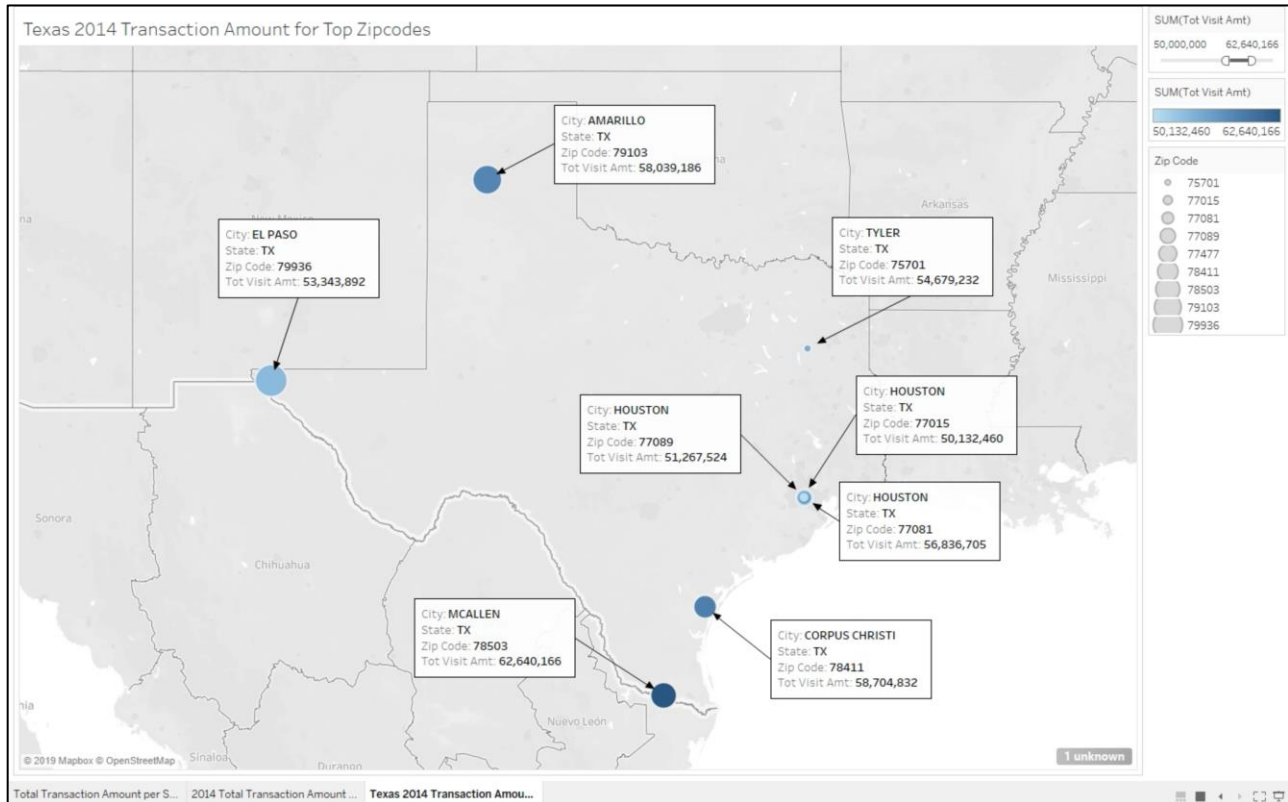 Texas 2014 Transaction Amount for Top Zipcodes
SUM(Tot Visit Amt)
50,000,000 62,640,166
SUM(Tot Visit Amt)
50,132,460 62,640,166
Zip Code
75701
77015
77081
77089
77477
78411
78503
79103
79936
City: AMARILLO
State: TX
Zip Code: 79103
Tot Visit Amt: 58,039,186
City: EL PASO
State: TX
Zip Code: 79936
Tot Visit Amt: 53,343,892
City: TYLER
State: TX
Zip Code: 75701
Tot Visit Amt: 54,679,232
Arkansas
Mississippi
City: HOUSTON
State: TX
Zip Code: 77089
Tot Visit Amt: 51,267,524
City: HOUSTON
State: TX
Zip Code: 77015
Tot Visit Amt: 50,132,460
City: HOUSTON
State: TX
Zip Code: 77081
Tot Visit Amt: 56,836,705
Sonora
Chihuahua
City: MCALLEN
State: TX
Zip Code: 78503
Tot Visit Amt: 62,640,166
City: CORPUS CHRISTI
State: TX
Zip Code: 78411
Tot Visit Amt: 58,704,832
Nuevo León
Sinaloa
Durango
© 2019 Mapbox © OpenStreetMap
1 unknown
Total Transaction Amount per S... 2014 Total Transaction Amount ... Texas 2014 Transaction Amou...